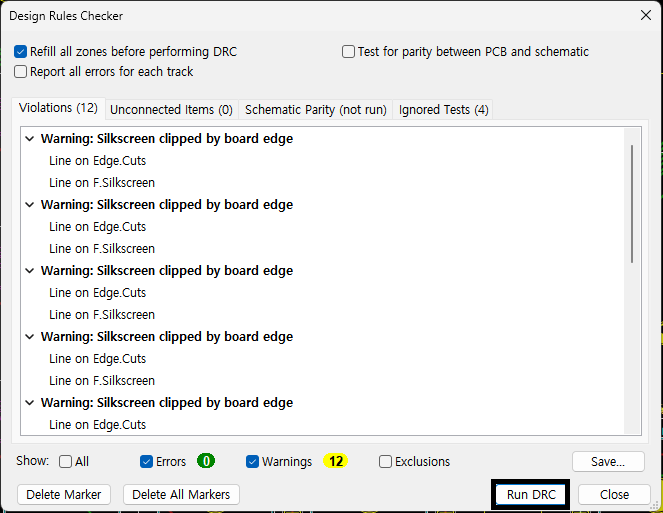 Design Rules Checker
Refill all zones before performing DRC
Test for parity between PCB and schematic
Report all errors for each track
Violations (12)
Unconnected Items (0)
Schematic Parity (not run)
Ignored Tests (4)
Warning: Silkscreen clipped by board edge
Line on Edge.Cuts
Line on F.Silkscreen
Warning: Silkscreen clipped by board edge
Line on Edge.Cuts
Line on F.Silkscreen
Warning: Silkscreen clipped by board edge
Line on Edge.Cuts
Line on F.Silkscreen
Warning: Silkscreen clipped by board edge
Line on Edge.Cuts
Line on F.Silkscreen
Warning: Silkscreen clipped by board edge
Line on Edge.Cuts
Show: All Errors 0 Warnings 12 Exclusions Save...
Delete Marker Delete All Markers Run DRC Close